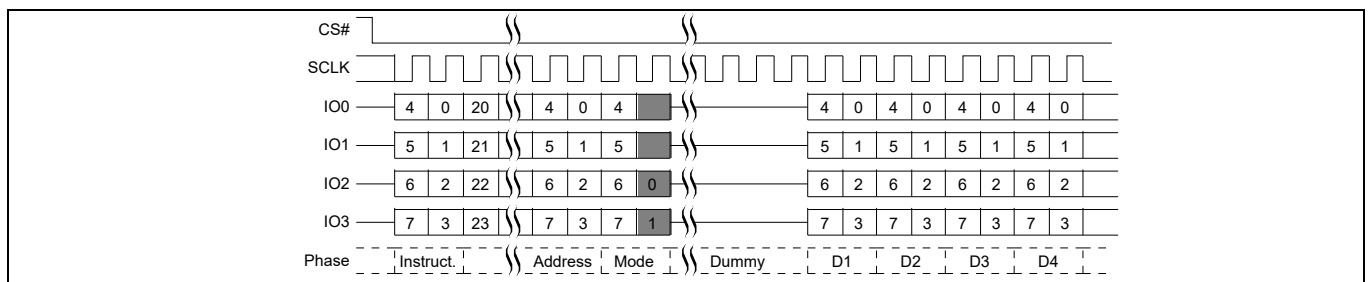 CS#
SCLK
IO0 4 0 20 4 0 4 4 0 4 0 4 0 4 0
IO1 5 1 21 5 1 5 5 1 5 1 5 1 5 1
IO2 6 2 22 6 2 6 0 6 2 6 2 6 2 6 2
IO3 7 3 23 7 3 7 1 7 3 7 3 7 3 7 3
Phase Instruct. Address Mode Dummy D1 D2 D3 D4